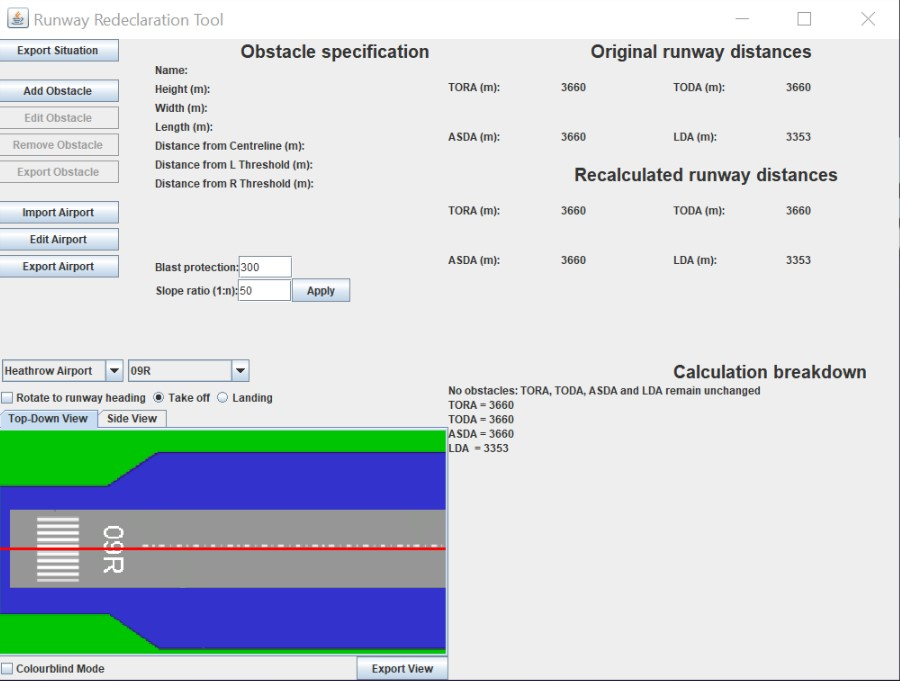 Runway Redeclaration Tool
Export Situation
Add Obstacle
Edit Obstacle
Remove Obstacle
Export Obstacle
Import Airport
Edit Airport
Export Airport
Obstacle specification
Name:
Height (m):
Width (m):
Length (m):
Distance from Centreline (m):
Distance from L Threshold (m):
Distance from R Threshold (m):
Blast protection: 300
Slope ratio (1:n): 50 Apply
Original runway distances
TORA (m): 3660 TODA (m): 3660
ASDA (m): 3660 LDA (m): 3353
Recalculated runway distances
TORA (m): 3660 TODA (m): 3660
ASDA (m): 3660 LDA (m): 3353
Heathrow Airport 09R
Rotate to runway heading Take off Landing
Top-Down View Side View
09R
Colourblind Mode Export View
Calculation breakdown
No obstacles: TORA, TODA, ASDA and LDA remain unchanged
TORA = 3660
TODA = 3660
ASDA = 3660
LDA = 3353